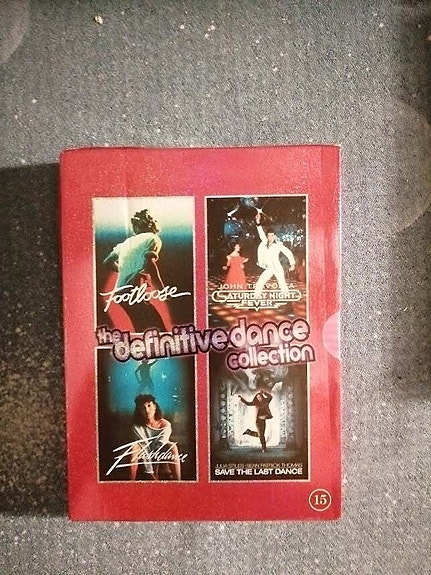 Footloose
JOHN TRAVOLTA
SATURDAY NIGHT
FEVER
the
definitive dance
collection
Flashdance
JULIA STILES SEAN PATRICK THOMAS
SAVE THE LAST DANCE
15